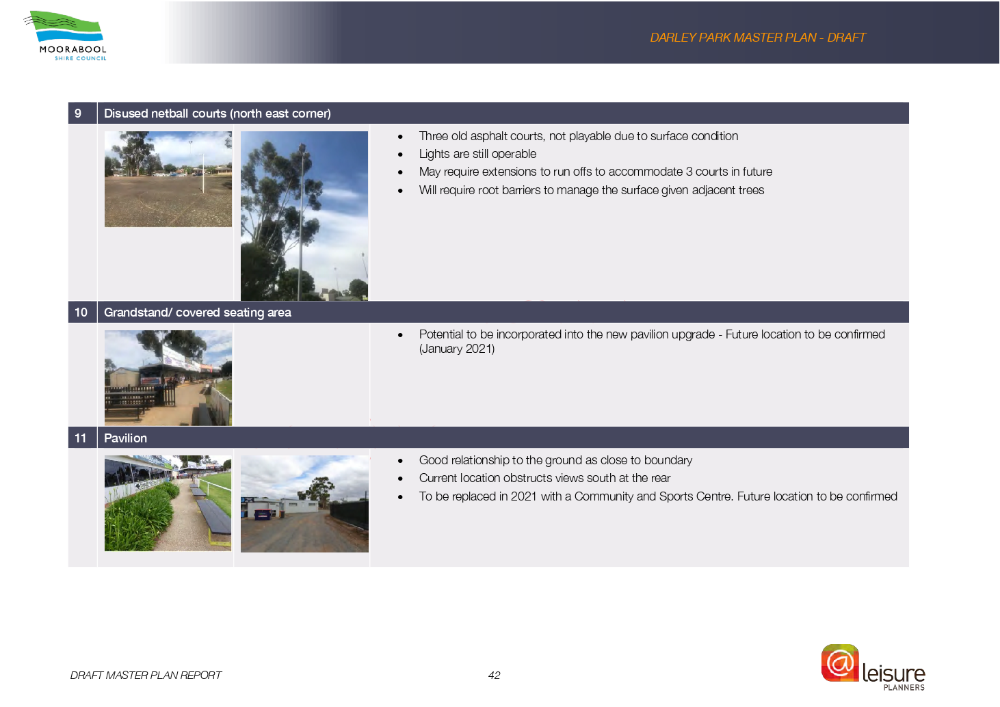 MOORABOOL
SHIRE COUNCIL
DARLEY PARK MASTER PLAN - DRAFT
9 Disused netball courts (north east corner)
• Three old asphalt courts, not playable due to surface condition
• Lights are still operable
• May require extensions to run offs to accommodate 3 courts in future
• Will require root barriers to manage the surface given adjacent trees
10 Grandstand/ covered seating area
• Potential to be incorporated into the new pavilion upgrade - Future location to be confirmed
(January 2021)
11 Pavilion
• Good relationship to the ground as close to boundary
• Current location obstructs views south at the rear
• To be replaced in 2021 with a Community and Sports Centre. Future location to be confirmed
DRAFT MASTER PLAN REPORT
42
@leisure
PLANNERS